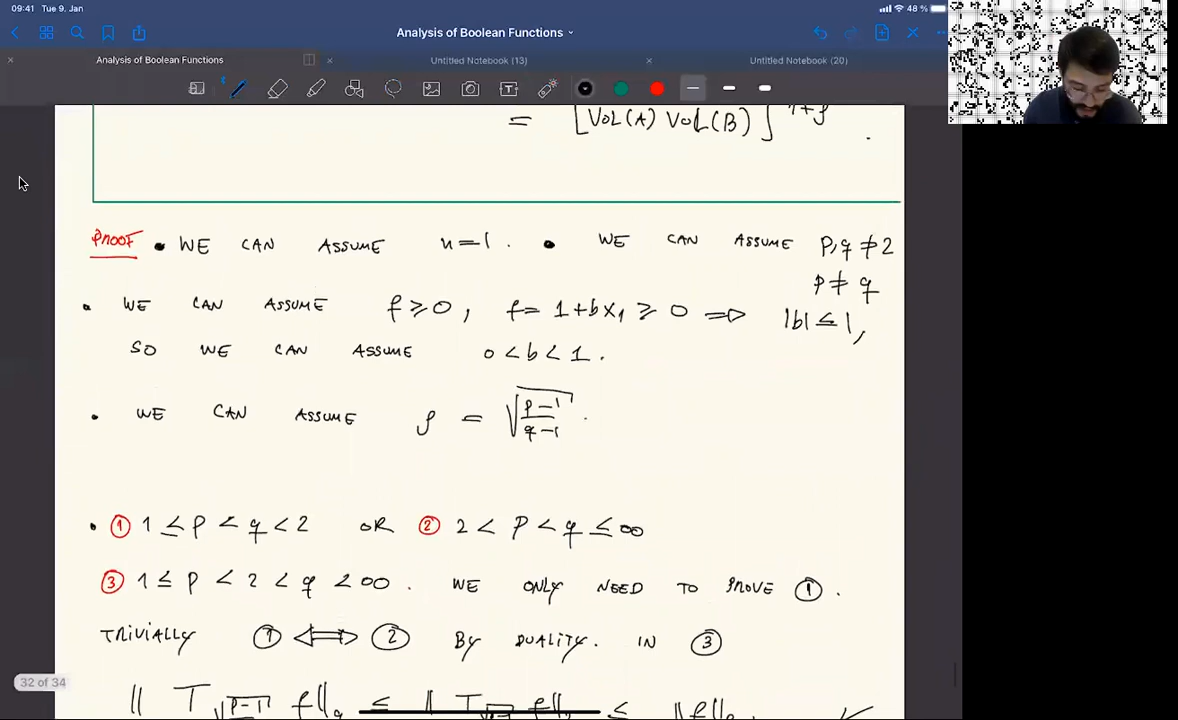 09:41 Tue 9. Jan
48 %
Analysis of Boolean Functions
Analysis of Boolean Functions
Untitled Notebook (13)
Untitled Notebook (20)
= [VOL(A) VOL(B)]^{1+ρ} .
PROOF • WE CAN ASSUME n=1 . • WE CAN ASSUME p,q ≠ 2
p ≠ q
• WE CAN ASSUME f ≥ 0 , f = 1+bx₁ ≥ 0 ⟹ |b| ≤ 1,
SO WE CAN ASSUME 0 < b < 1 .
• WE CAN ASSUME ρ = √(p-1 / q-1) .
• ① 1 ≤ p < q < 2 OR ② 2 < p < q ≤ ∞
③ 1 ≤ p < 2 < q < ∞ . WE ONLY NEED TO PROVE ① .
TRIVIALLY ① ⟺ ② BY DUALITY. IN ③
32 of 34